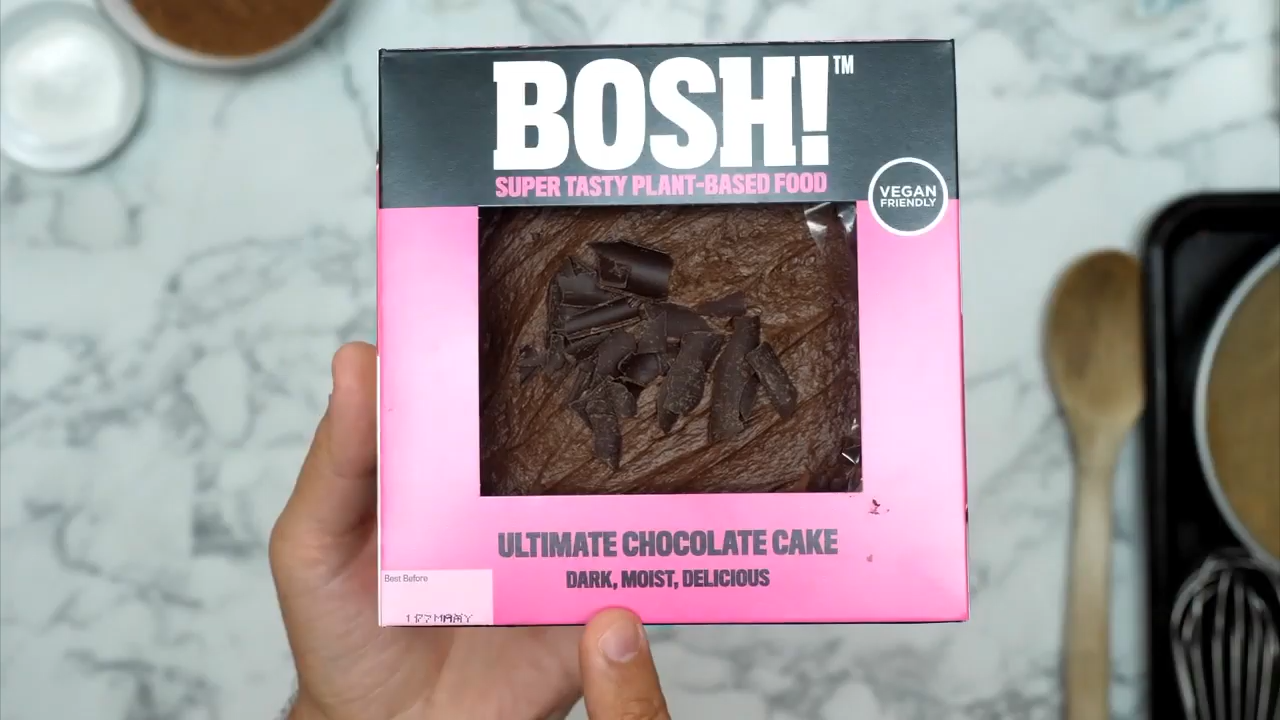 BOSH!™
SUPER TASTY PLANT-BASED FOOD
VEGAN
FRIENDLY
ULTIMATE CHOCOLATE CAKE
DARK, MOIST, DELICIOUS
Best Before